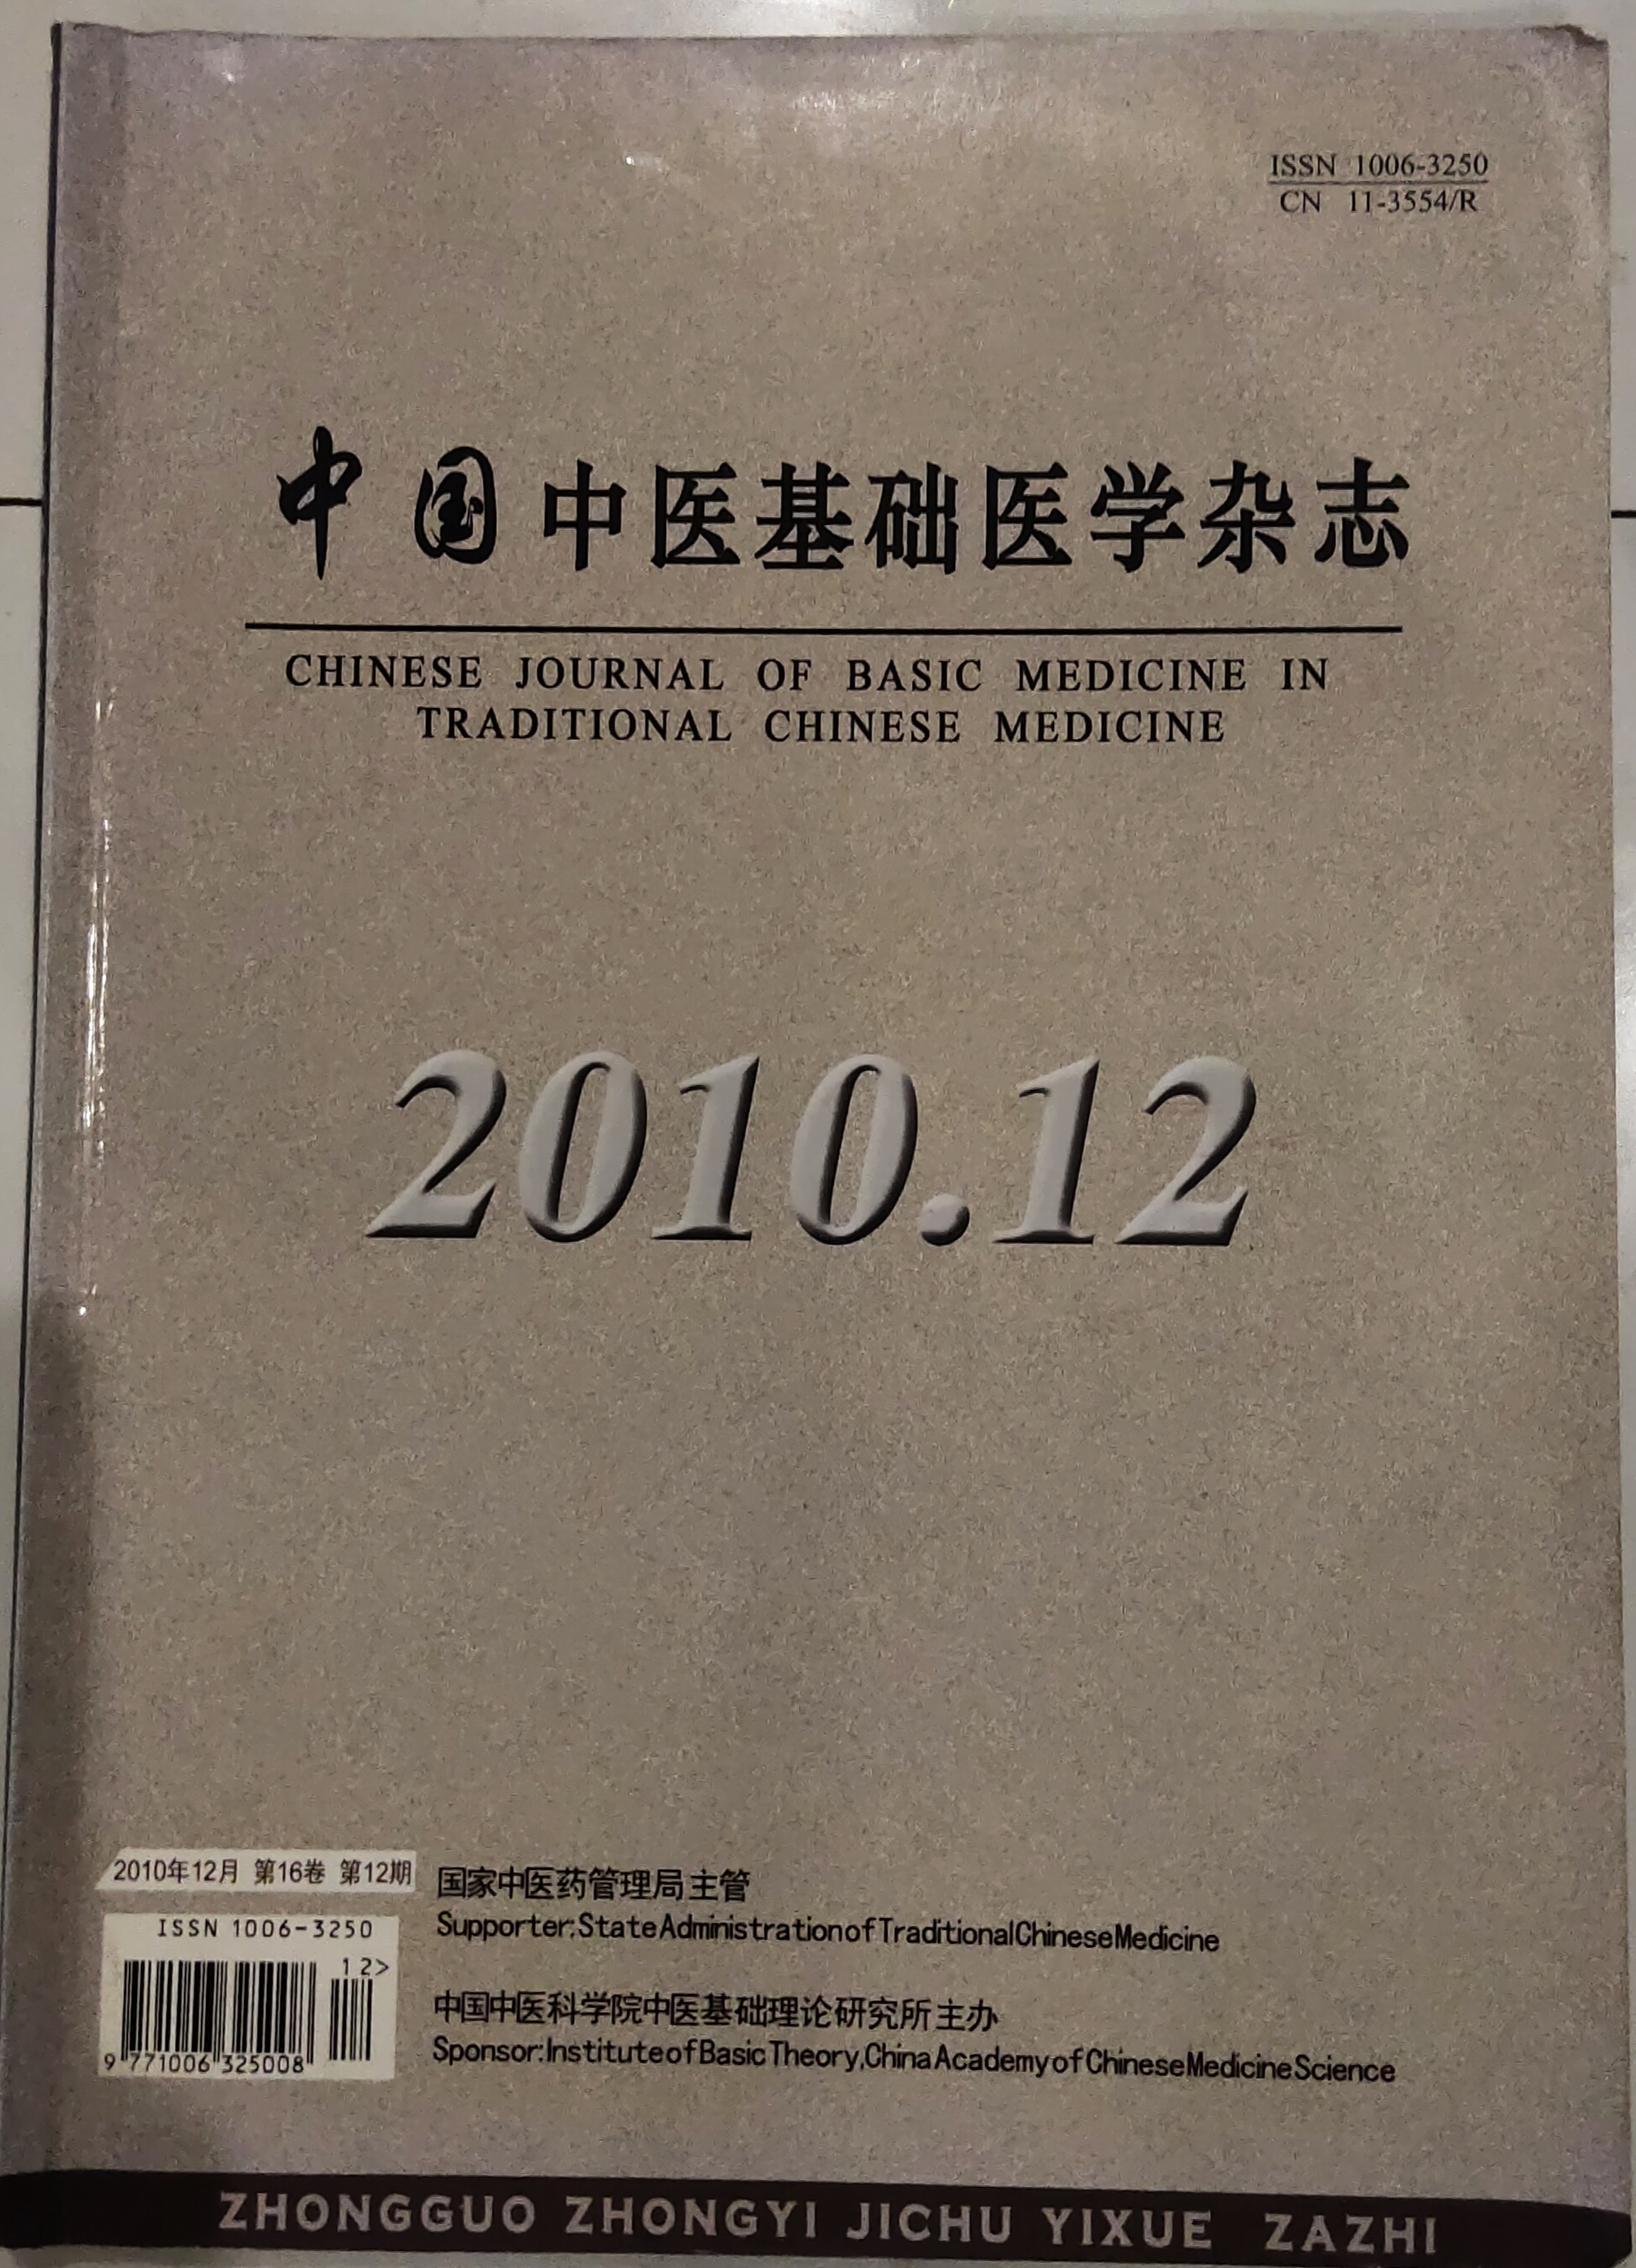 ISSN 1006-3250
CN 11-3554/R
中国中医基础医学杂志
CHINESE JOURNAL OF BASIC MEDICINE IN
TRADITIONAL CHINESE MEDICINE
2010.12
2010年12月 第16卷 第12期
ISSN 1006-3250
12>
9 771006 325008
国家中医药管理局 主管
Supporter:State Administration of Traditional Chinese Medicine
中国中医科学院中医基础理论研究所 主办
Sponsor:Institute of Basic Theory,China Academy of Chinese Medicine Science
ZHONGGUO ZHONGYI JICHU YIXUE ZAZHI